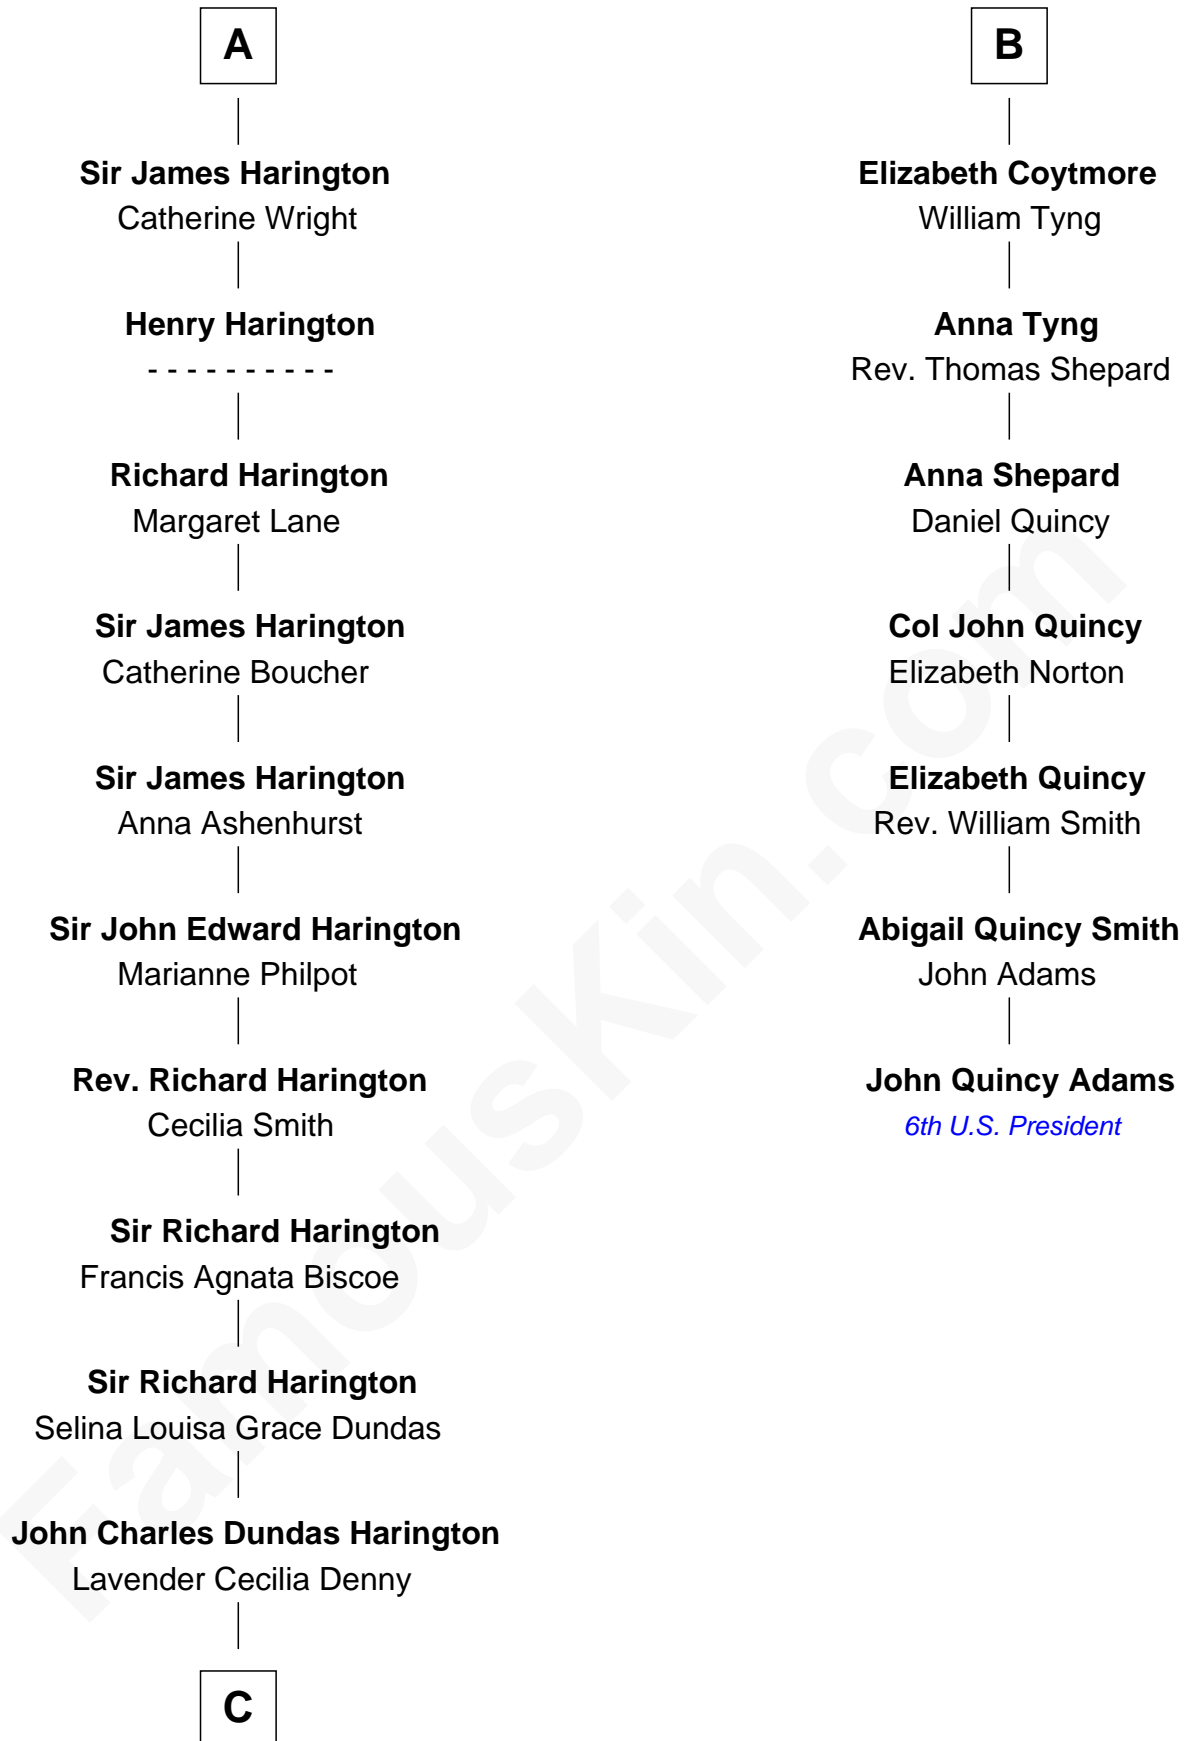 A
Sir James Harington
Catherine Wright
Henry Harington
- - - - - - - - - -
Richard Harington
Margaret Lane
Sir James Harington
Catherine Boucher
Sir James Harington
Anna Ashenhurst
Sir John Edward Harington
Marianne Philpot
Rev. Richard Harington
Cecilia Smith
Sir Richard Harington
Francis Agnata Biscoe
Sir Richard Harington
Selina Louisa Grace Dundas
John Charles Dundas Harington
Lavender Cecilia Denny
C
B
Elizabeth Coytmore
William Tyng
Anna Tyng
Rev. Thomas Shepard
Anna Shepard
Daniel Quincy
Col John Quincy
Elizabeth Norton
Elizabeth Quincy
Rev. William Smith
Abigail Quincy Smith
John Adams
John Quincy Adams
6th U.S. President
FamousKin.com